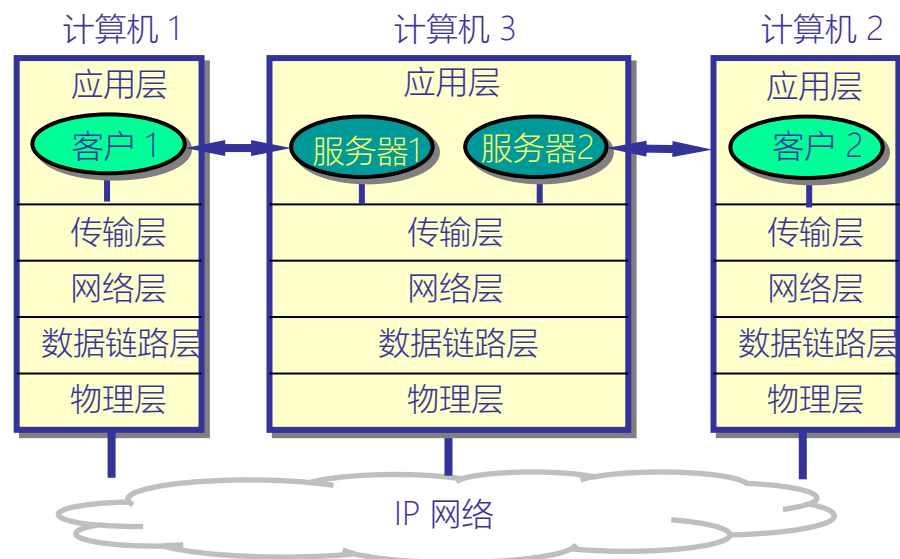 计算机 1
计算机 3
计算机 2
应用层
应用层
应用层
客户 1
服务器1
服务器2
客户 2
传输层
传输层
传输层
网络层
网络层
网络层
数据链路层
数据链路层
数据链路层
物理层
物理层
物理层
IP 网络